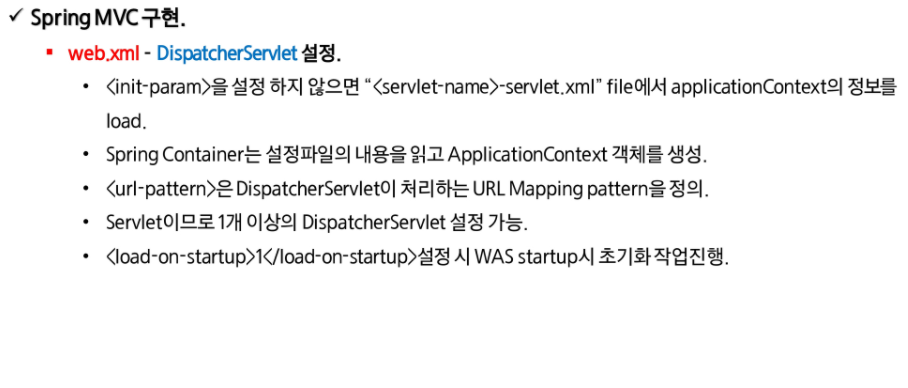 ✓ Spring MVC 구현.
▪ web.xml - DispatcherServlet 설정.
• <init-param>을 설정 하지 않으면 “<servlet-name>-servlet.xml” file에서 applicationContext의 정보를
load.
• Spring Container는 설정파일의 내용을 읽고 ApplicationContext 객체를 생성.
• <url-pattern>은 DispatcherServlet이 처리하는 URL Mapping pattern을 정의.
• Servlet이므로 1개 이상의 DispatcherServlet 설정 가능.
• <load-on-startup>1</load-on-startup>설정 시 WAS startup시 초기화 작업진행.